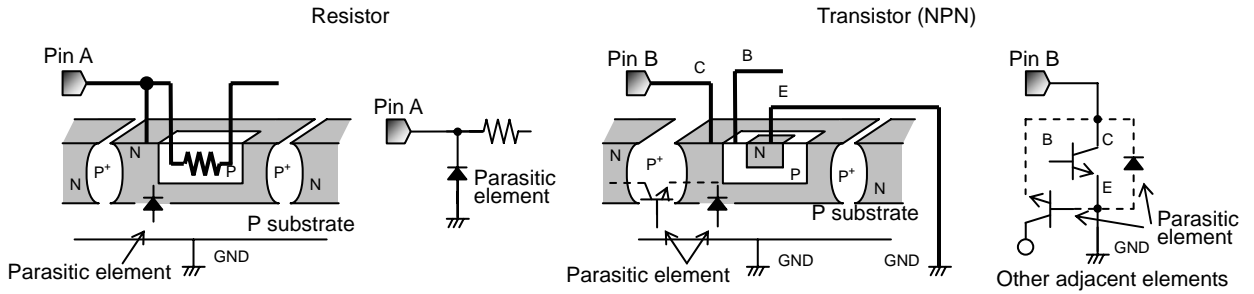 Resistor
Transistor (NPN)
Pin A
N
P+
N
P+
P
N
P substrate
Parasitic element
GND
Pin A
Parasitic
element
Pin B
C
B
E
N
P+
N
P
P+
N
P substrate
Parasitic element
GND
GND
Pin B
B
C
E
GND
Parasitic
element
Other adjacent elements